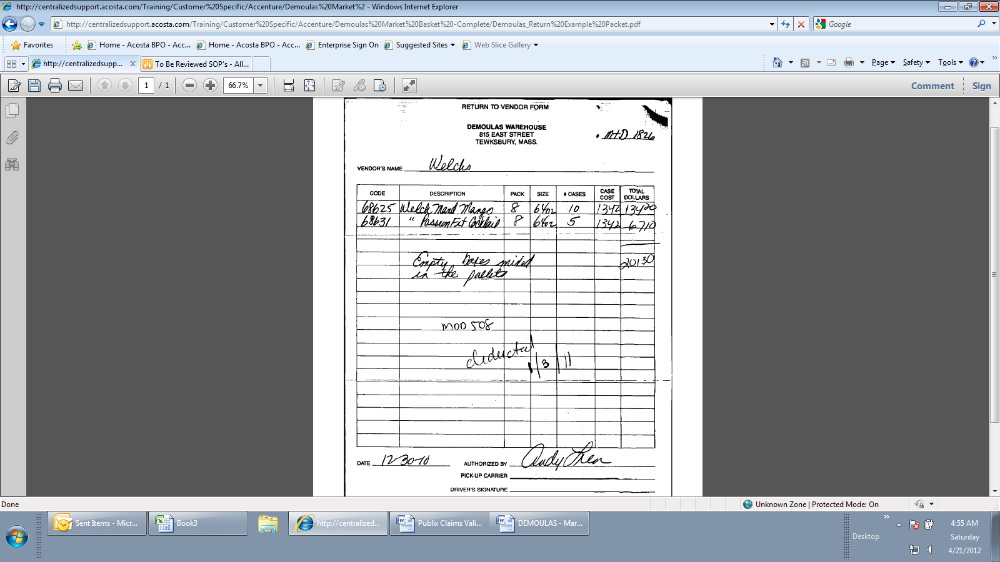 http://centralizedsupport.acosta.com/Training/Customer%20Specific/Accenture/Demoulas%20Market%2 - Windows Internet Explorer
http://centralizedsupport.acosta.com/Training/Customer%20Specific/Accenture/Demoulas%20Market%20Basket%20-Complete/Demoulas_Return%20Example%20Packet.pdf
Google
Favorites Home - Acosta BPO - Acc... Home - Acosta BPO - Acc... Enterprise Sign On Suggested Sites Web Slice Gallery
http://centralizedsupp... X To Be Reviewed SOP's - All... Page Safety Tools
1 / 1 66.7% Comment Sign
RETURN TO VENDOR FORM
DEMOULAS WAREHOUSE
815 EAST STREET
TEWKSBURY, MASS.
# MHD 1826
VENDOR'S NAME Welchs
CODE DESCRIPTION PACK SIZE # CASES CASE COST TOTAL DOLLARS
68625 Welch Mand Mango 8 64oz 10 1342 13420
68631 " Passion Frt Cocktail 8 64oz 5 1342 6710
20130
Empty boxes mixed
in the pallets
MDD 508
deducted
1/3/11
DATE 12-30-10 AUTHORIZED BY Andy
PICK-UP CARRIER
DRIVER'S SIGNATURE
Done Unknown Zone | Protected Mode: On
Sent Items - Micr... Book3 http://centralized... Publix Claims Vali... DEMOULAS - Mar... Desktop
4:55 AM
Saturday
4/21/2012